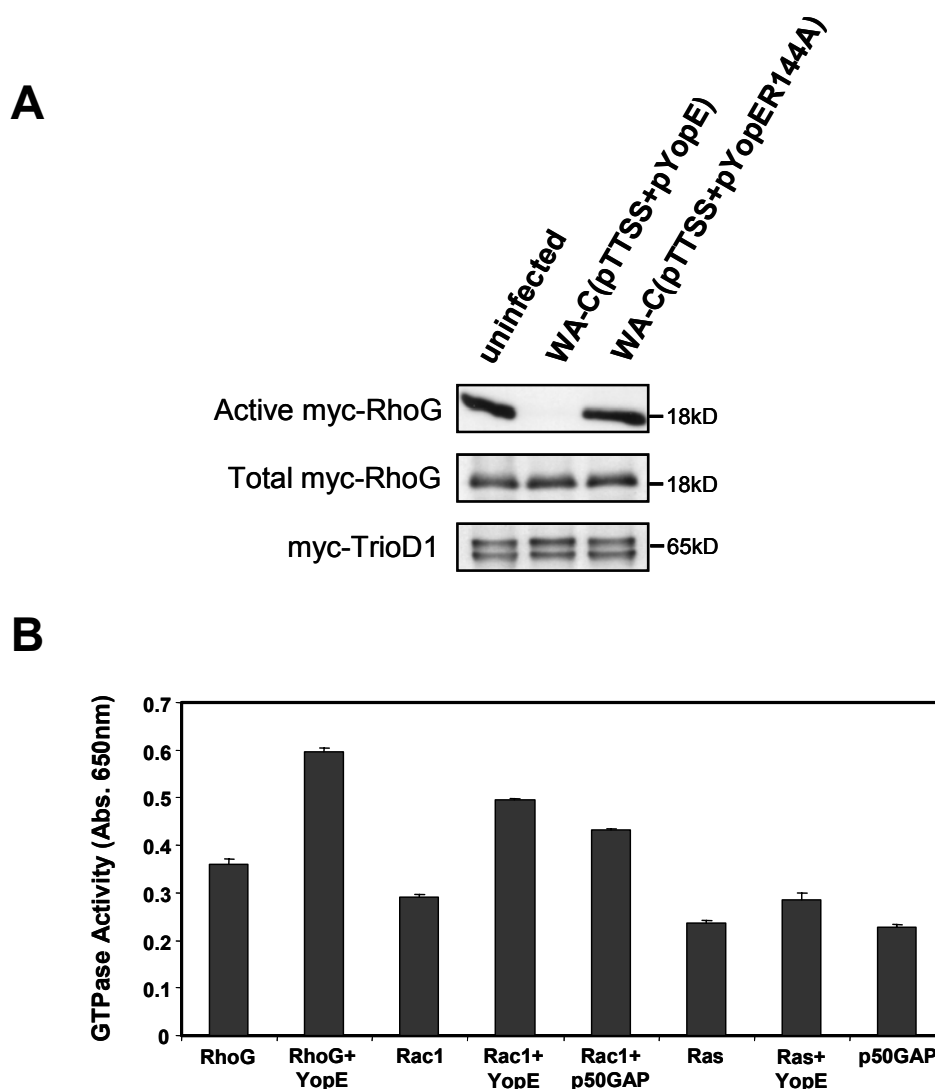 A
uninfected
WA-C(pTTSS+pYopE)
WA-C(pTTSS+pYopER144A)
Active myc-RhoG
18kD
Total myc-RhoG
18kD
myc-TrioD1
65kD
B
GTPase Activity (Abs. 650nm)
0.7
0.6
0.5
0.4
0.3
0.2
0.1
0
RhoG
RhoG+
YopE
Rac1
Rac1+
YopE
Rac1+
p50GAP
Ras
Ras+
YopE
p50GAP